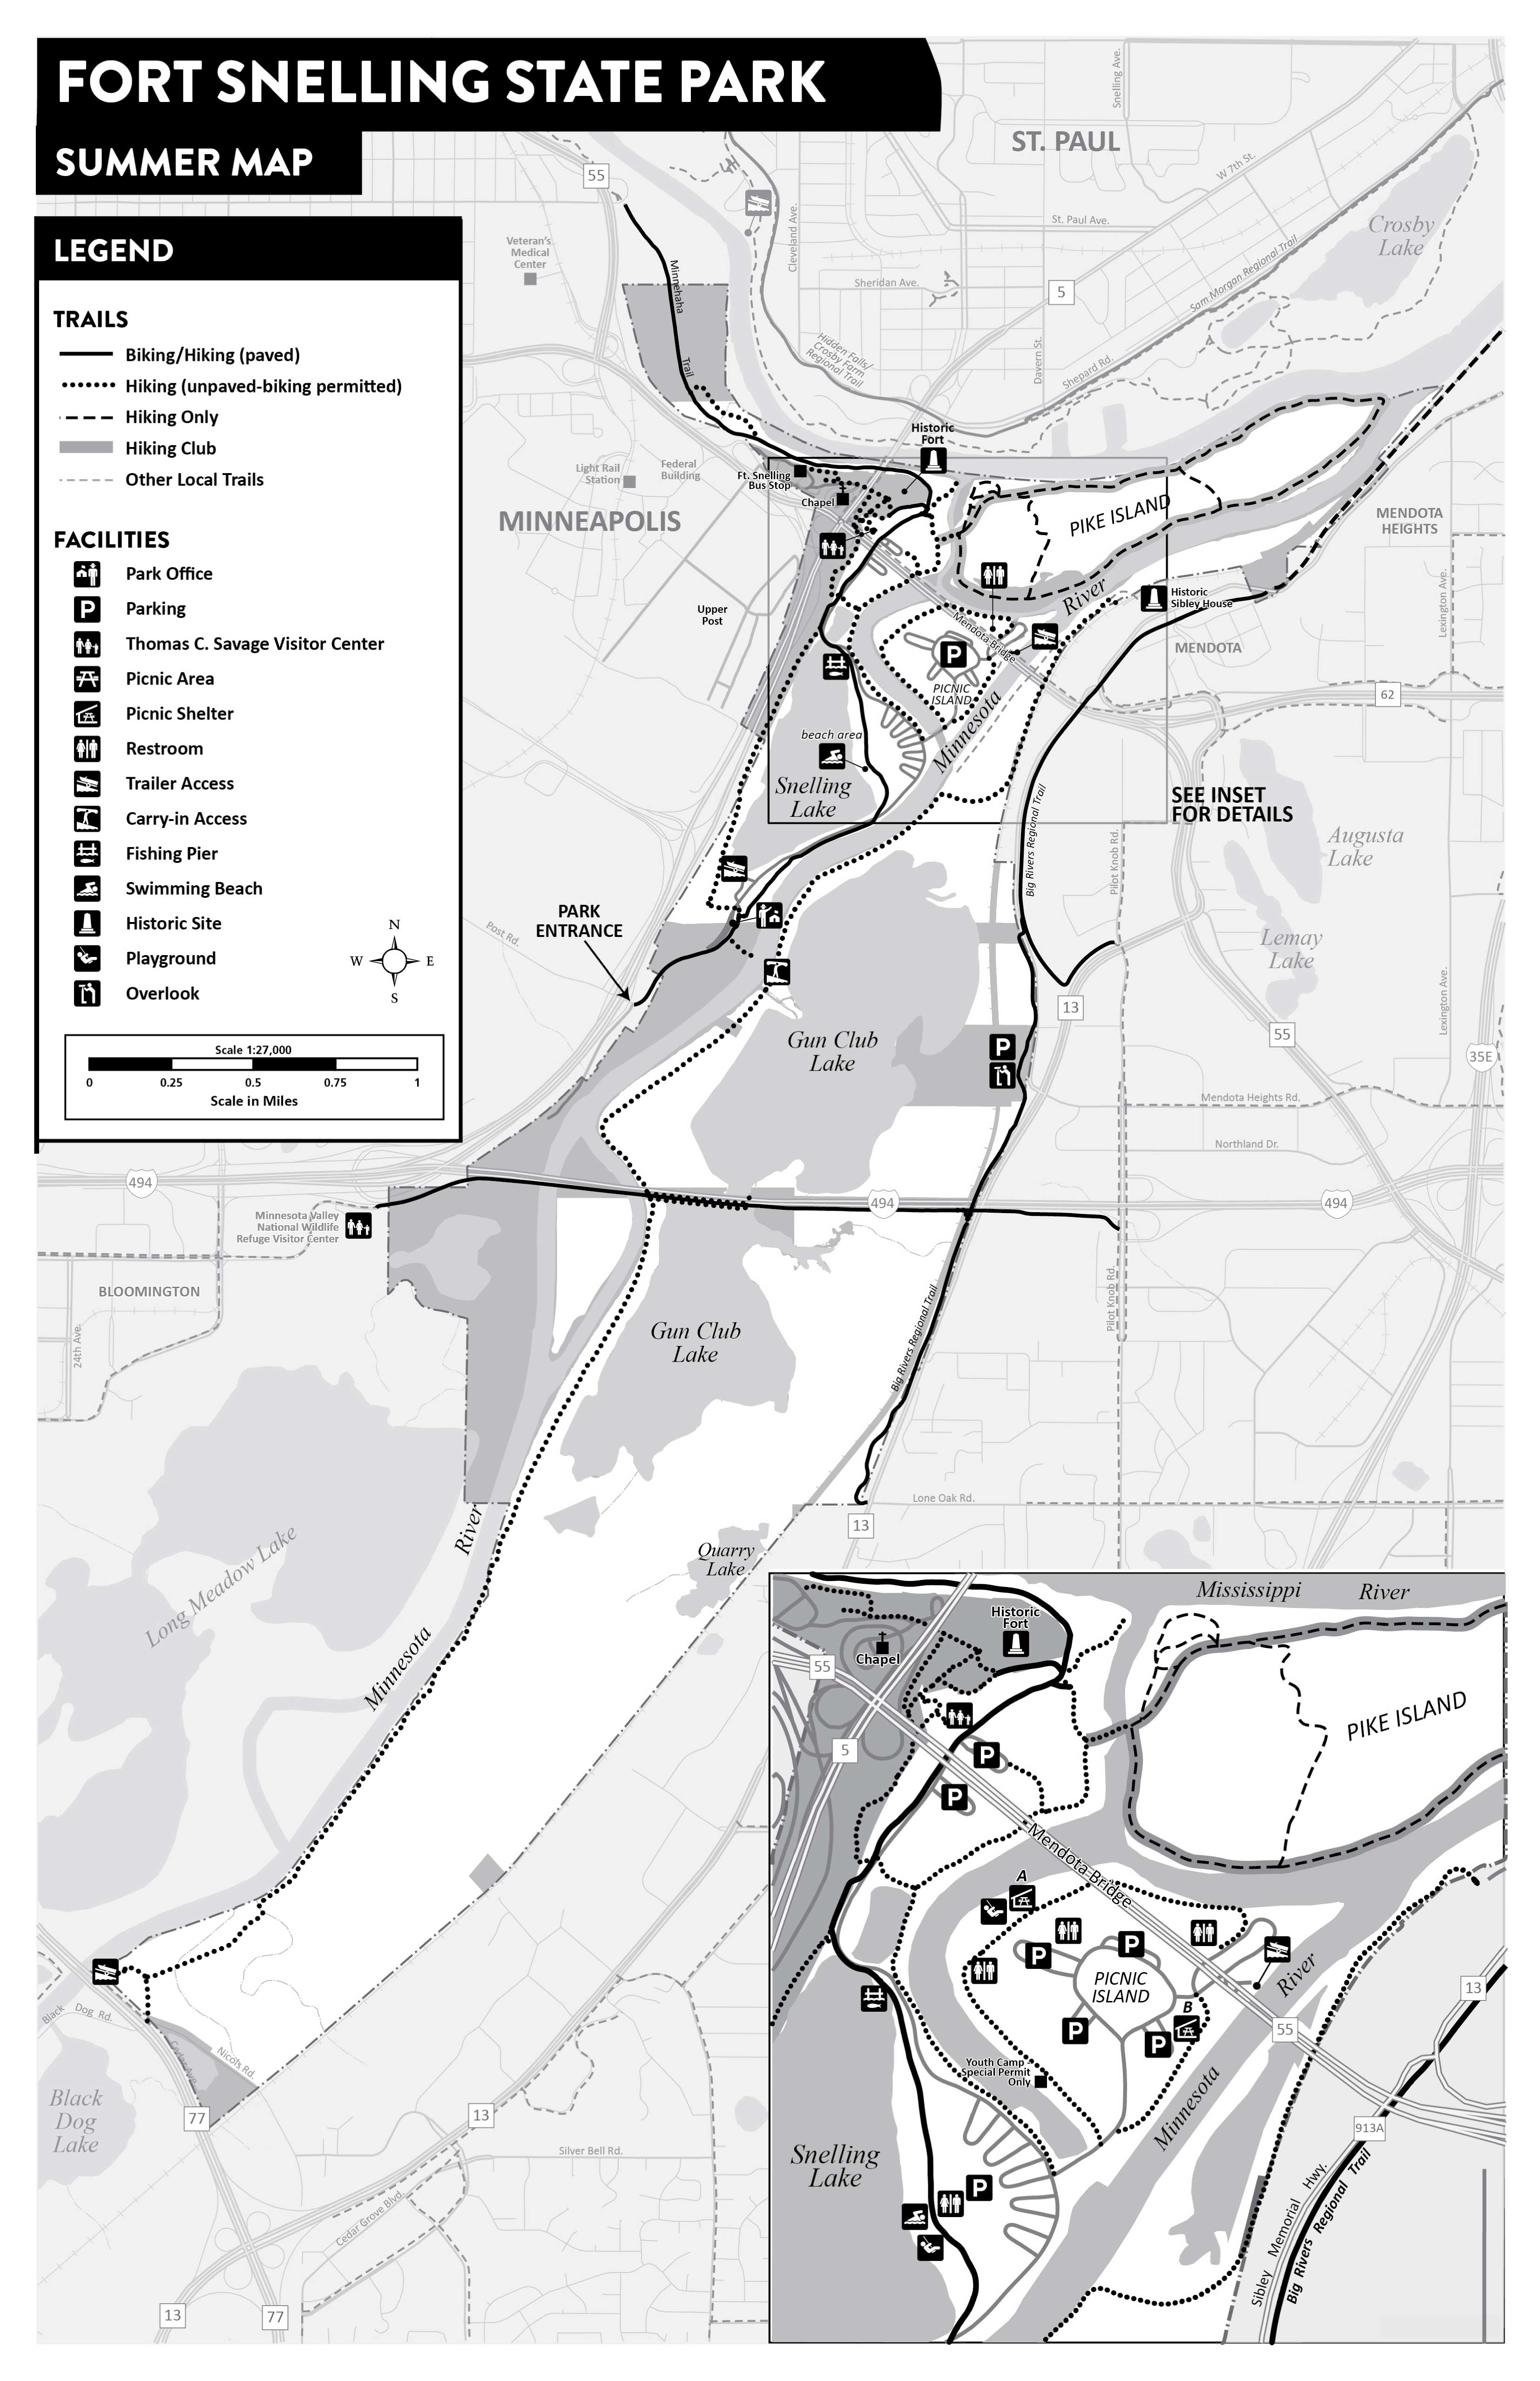 FORT SNELLING STATE PARK
SUMMER MAP
LEGEND
TRAILS
Biking/Hiking (paved)
Hiking (unpaved-biking permitted)
Hiking Only
Hiking Club
Other Local Trails
FACILITIES
Park Office
P
Parking
Thomas C. Savage Visitor Center
Picnic Area
Picnic Shelter
Restroom
Trailer Access
Carry-in Access
Fishing Pier
Swimming Beach
Historic Site
Playground
Overlook
N
W
E
S
Scale 1:27,000
0
0.25
0.5
0.75
1
Scale in Miles
ST. PAUL
Snelling Ave.
55
Veteran's
Medical
Center
Minnehaha
Trail
Cleveland Ave.
W 7th St.
St. Paul Ave.
Crosby
Lake
Sheridan Ave.
5
Sam Morgan Regional Trail
Hidden Falls/
Crosby Farm
Regional Trail
Davern St.
Shepard Rd.
Historic
Fort
Light Rail
Station
Federal
Building
Ft. Snelling
Bus Stop
Chapel
MINNEAPOLIS
PIKE ISLAND
MENDOTA
HEIGHTS
Lexington Ave.
River
Historic
Sibley House
Upper
Post
Mendota Bridge
MENDOTA
P
PICNIC
ISLAND
62
Minnesota
beach area
Snelling
Lake
SEE INSET
FOR DETAILS
Big Rivers Regional Trail
Pilot Knob Rd.
Augusta
Lake
PARK
ENTRANCE
Post Rd.
Lemay
Lake
Lexington Ave.
13
55
35E
Gun Club
Lake
P
Mendota Heights Rd.
Northland Dr.
494
494
494
Minnesota Valley
National Wildlife
Refuge Visitor Center
BLOOMINGTON
24th Ave.
Gun Club
Lake
Big Rivers Regional Trail
Pilot Knob Rd.
Lone Oak Rd.
13
River
Long Meadow Lake
Quarry
Lake
Minnesota
Black Dog Rd.
Cedar Ave.
Nicols Rd.
Black
Dog
Lake
77
13
Silver Bell Rd.
Cedar Grove Blvd.
13
77
Mississippi River
Historic
Fort
Chapel
55
PIKE ISLAND
5
P
P
Mendota Bridge
A
P
P
PICNIC
ISLAND
River
13
B
P
P
55
Youth Camp -
Special Permit
Only
Minnesota
913A
Snelling
Lake
P
Sibley Memorial Hwy.
Big Rivers Regional Trail